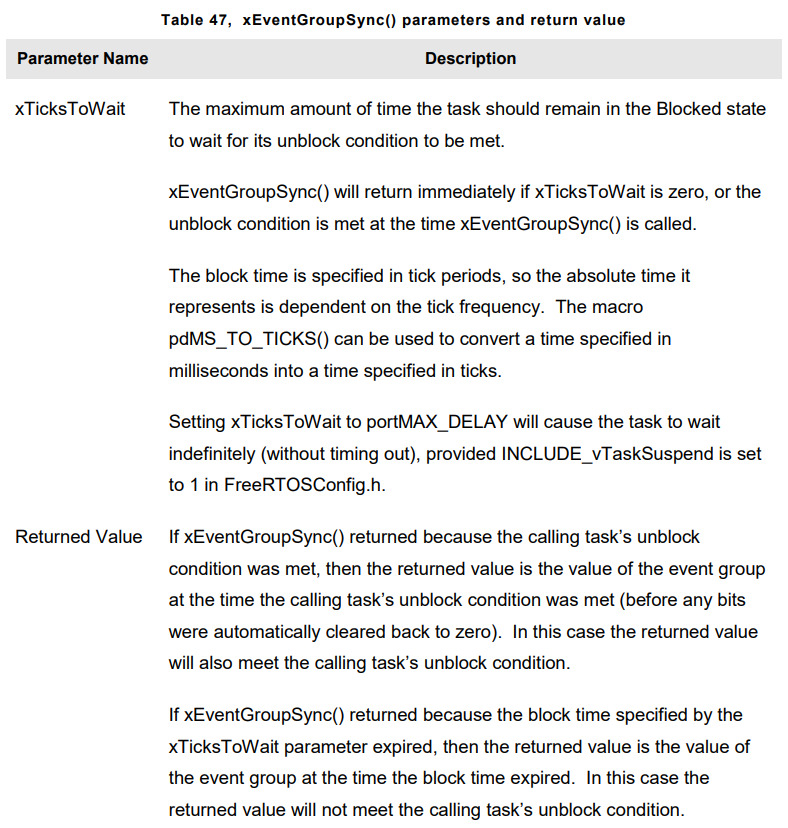 Table 47, xEventGroupSync() parameters and return value
Parameter Name Description
xTicksToWait The maximum amount of time the task should remain in the Blocked state
to wait for its unblock condition to be met.
xEventGroupSync() will return immediately if xTicksToWait is zero, or the
unblock condition is met at the time xEventGroupSync() is called.
The block time is specified in tick periods, so the absolute time it
represents is dependent on the tick frequency. The macro
pdMS_TO_TICKS() can be used to convert a time specified in
milliseconds into a time specified in ticks.
Setting xTicksToWait to portMAX_DELAY will cause the task to wait
indefinitely (without timing out), provided INCLUDE_vTaskSuspend is set
to 1 in FreeRTOSConfig.h.
Returned Value If xEventGroupSync() returned because the calling task’s unblock
condition was met, then the returned value is the value of the event group
at the time the calling task’s unblock condition was met (before any bits
were automatically cleared back to zero). In this case the returned value
will also meet the calling task’s unblock condition.
If xEventGroupSync() returned because the block time specified by the
xTicksToWait parameter expired, then the returned value is the value of
the event group at the time the block time expired. In this case the
returned value will not meet the calling task’s unblock condition.